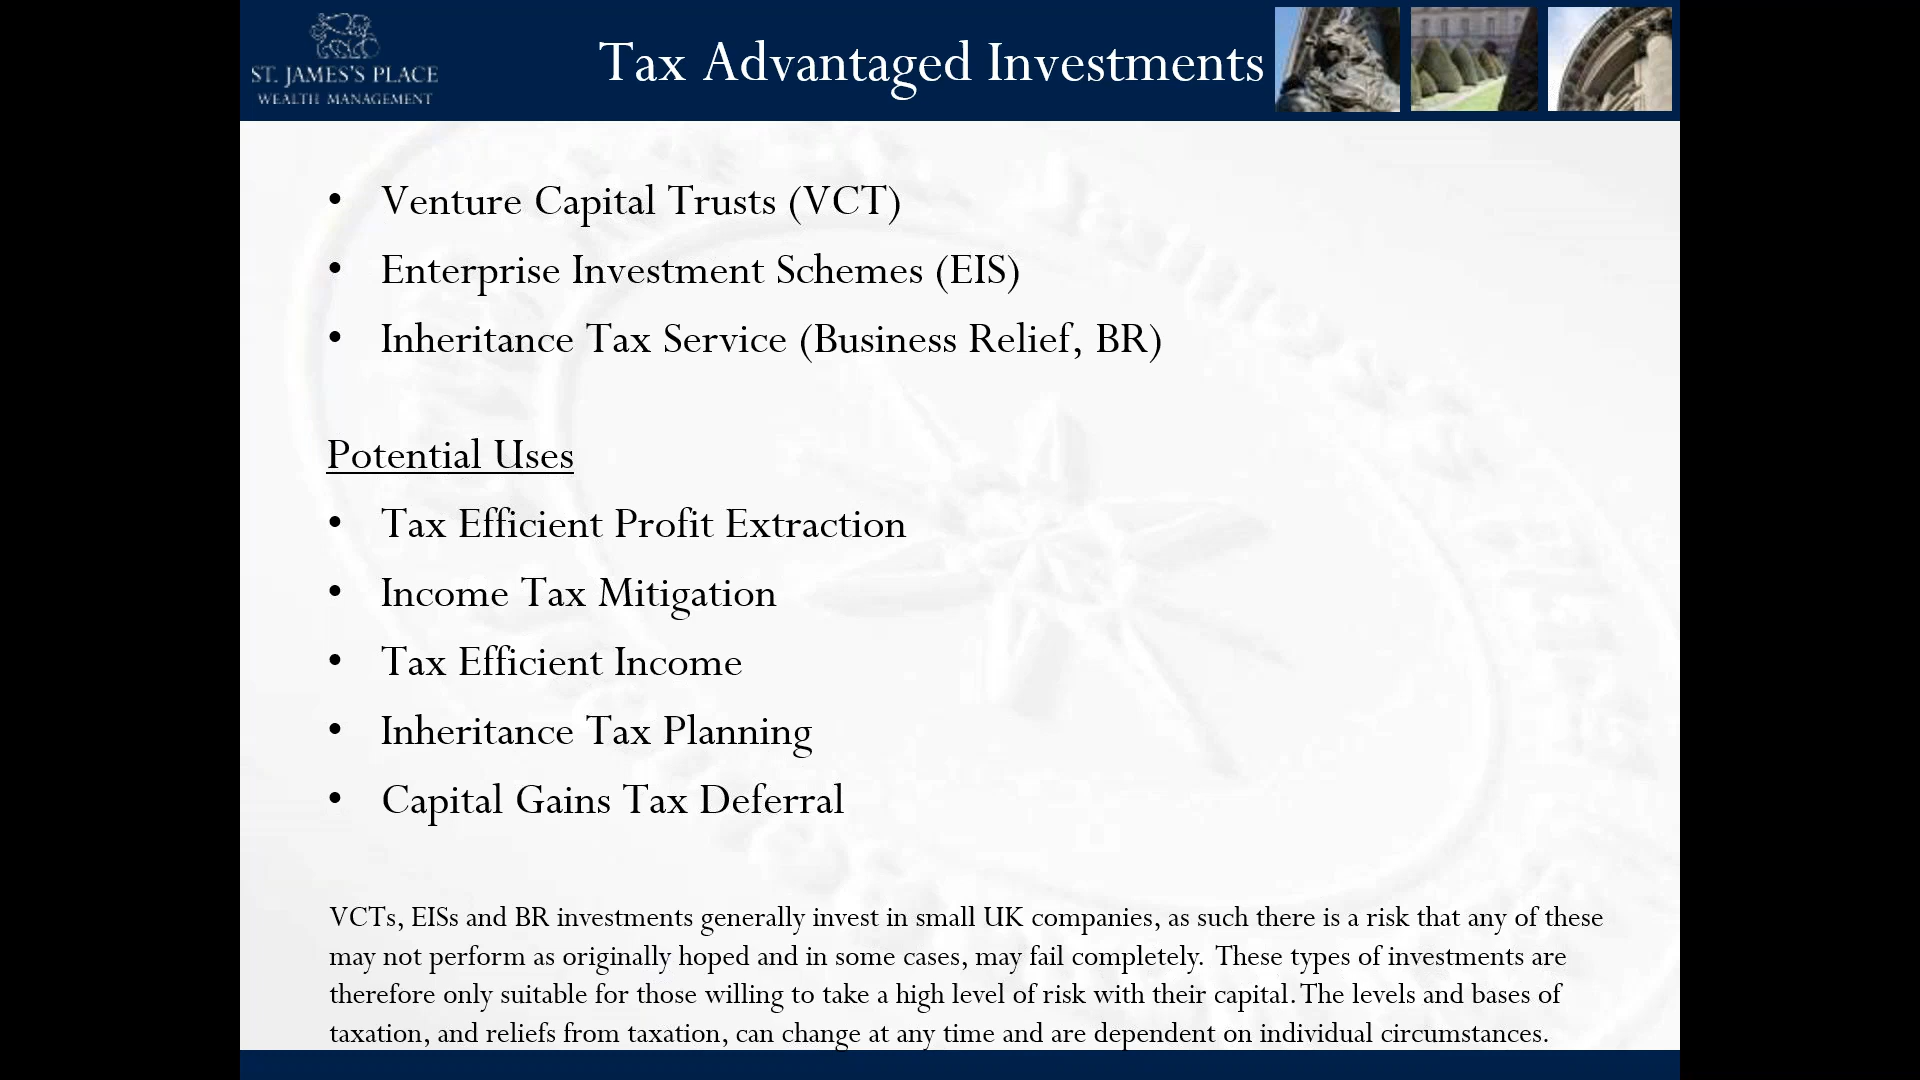 ST. JAMES'S PLACE
WEALTH MANAGEMENT
Tax Advantaged Investments
• Venture Capital Trusts (VCT)
• Enterprise Investment Schemes (EIS)
• Inheritance Tax Service (Business Relief, BR)
Potential Uses
• Tax Efficient Profit Extraction
• Income Tax Mitigation
• Tax Efficient Income
• Inheritance Tax Planning
• Capital Gains Tax Deferral
VCTs, EISs and BR investments generally invest in small UK companies, as such there is a risk that any of these
may not perform as originally hoped and in some cases, may fail completely. These types of investments are
therefore only suitable for those willing to take a high level of risk with their capital. The levels and bases of
taxation, and reliefs from taxation, can change at any time and are dependent on individual circumstances.